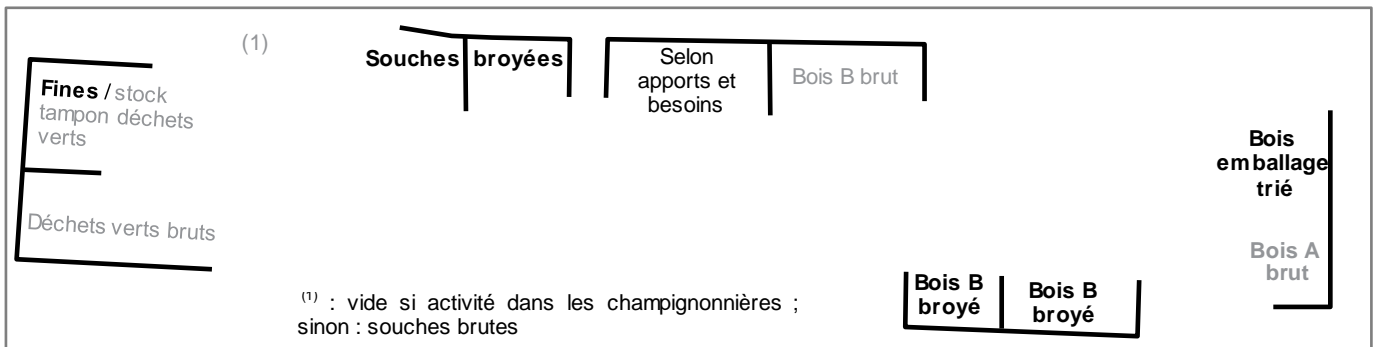 (1)
Souches broyées
Selon
apports et
besoins
Bois B brut
Fines / stock
tampon déchets
verts
Déchets verts bruts
Bois
emballage
trié
Bois A
brut
Bois B
broyé
Bois B
broyé
(1) : vide si activité dans les champignonnières ;
sinon : souches brutes